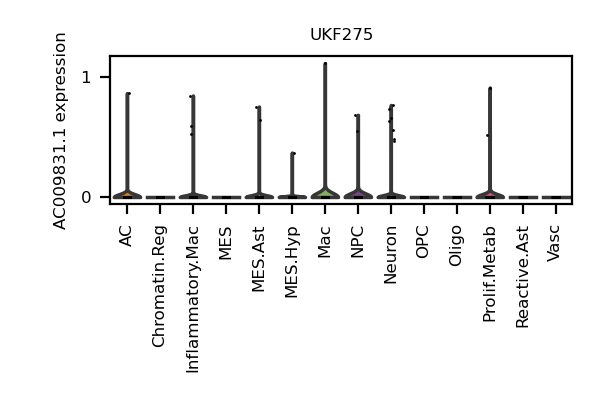 UKF275
AC009831.1 expression
1
0
AC
Chromatin.Reg
Inflammatory.Mac
MES
MES.Ast
MES.Hyp
Mac
NPC
Neuron
OPC
Oligo
Prolif.Metab
Reactive.Ast
Vasc